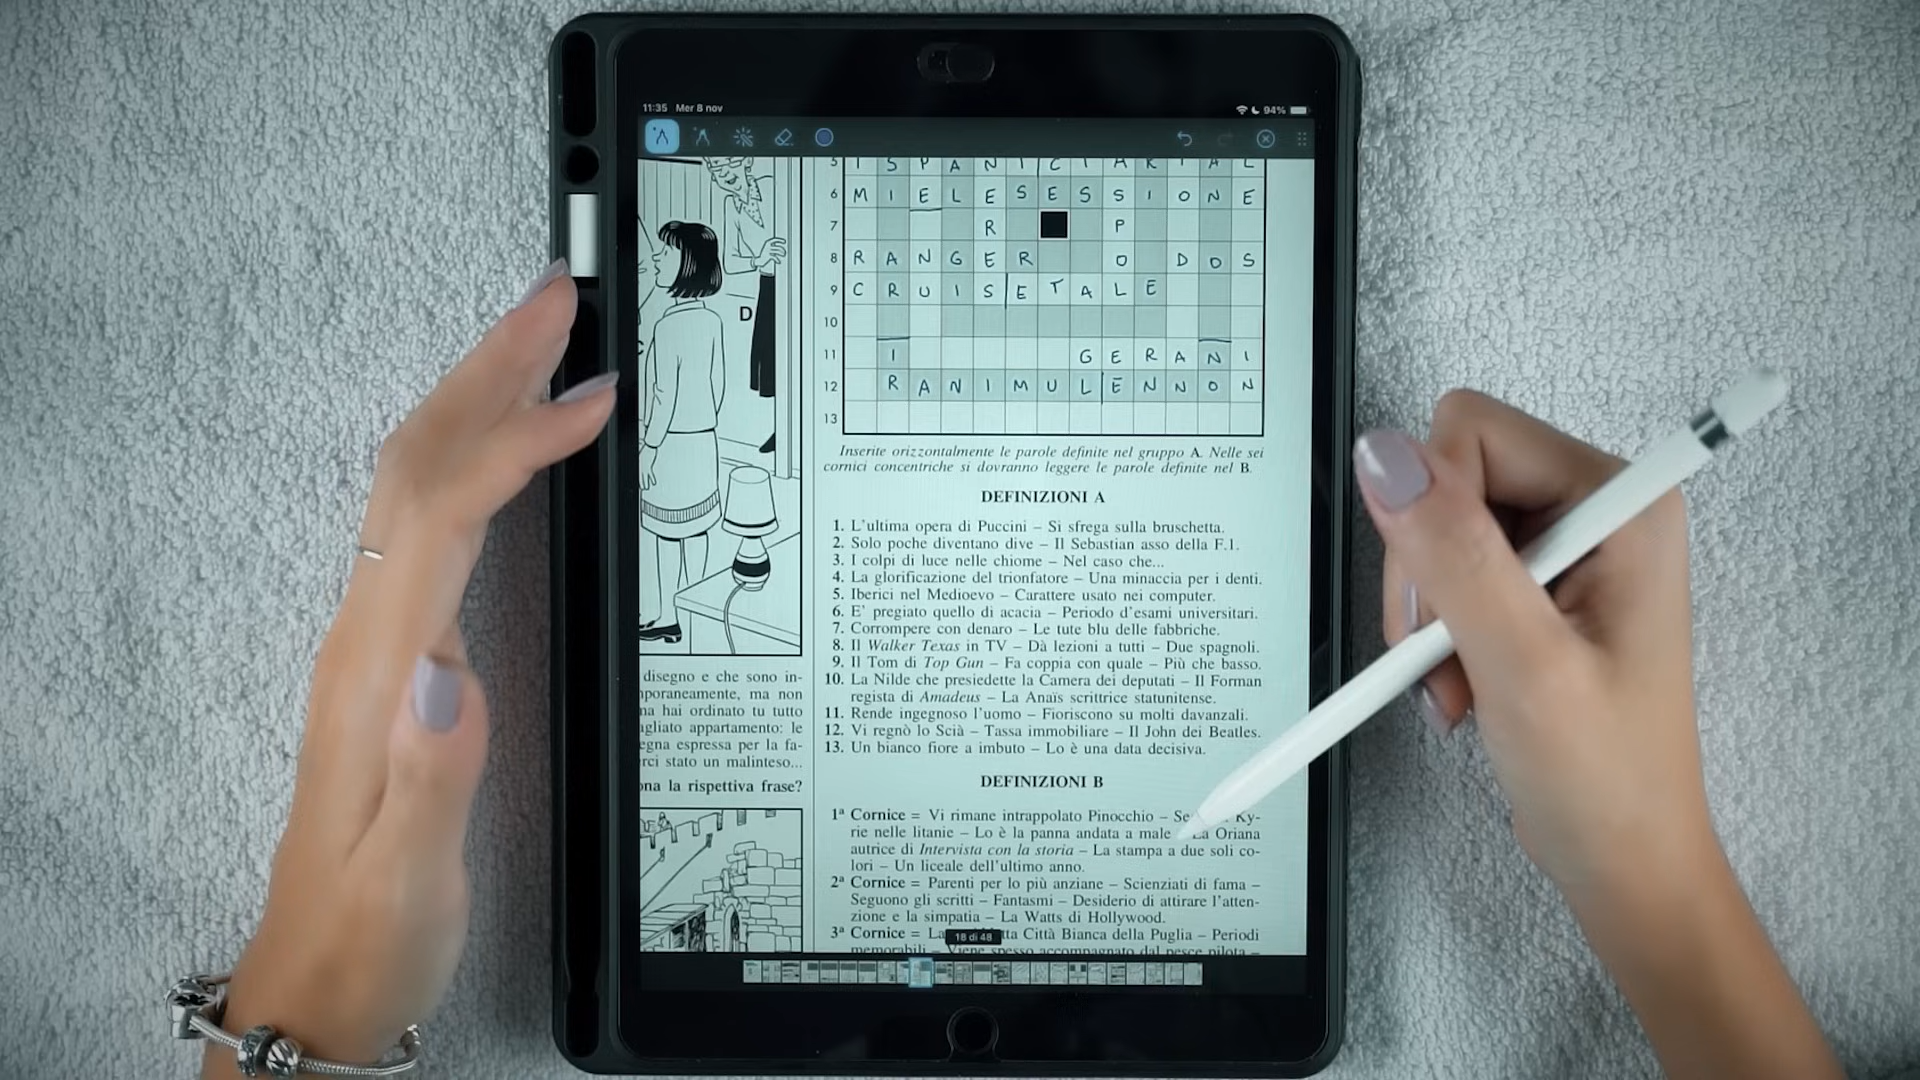 11:35 Mer 8 nov 94%
5 I S P A N I C I A R I A L
6 M I E L E S E S S I O N E
7 R P
8 R A N G E R O D O S
9 C R U I S E T A L E
10
11 I G E R A N I
12 R A N I M U L E N N O N
13
D
Inserite orizzontalmente le parole definite nel gruppo A. Nelle sei
cornici concentriche si dovranno leggere le parole definite nel B.
DEFINIZIONI A
1. L'ultima opera di Puccini – Si sfrega sulla bruschetta.
2. Solo poche diventano dive – Il Sebastian asso della F.1.
3. I colpi di luce nelle chiome – Nel caso che...
4. La glorificazione del trionfatore – Una minaccia per i denti.
5. Iberici nel Medioevo – Carattere usato nei computer.
6. E' pregiato quello di acacia – Periodo d'esami universitari.
7. Corrompere con denaro – Le tute blu delle fabbriche.
8. Il Walker Texas in TV – Dà lezioni a tutti – Due spagnoli.
9. Il Tom di Top Gun – Fa coppia con quale – Più che basso.
10. La Nilde che presiedette la Camera dei deputati – Il Forman
regista di Amadeus – La Anaïs scrittrice statunitense.
11. Rende ingegnoso l'uomo – Fioriscono su molti davanzali.
12. Vi regnò lo Scià – Tassa immobiliare – Il John dei Beatles.
13. Un bianco fiore a imbuto – Lo è una data decisiva.
DEFINIZIONI B
1ª Cornice = Vi rimane intrappolato Pinocchio – Ky-
rie nelle litanie – Lo è la panna andata a male La Oriana
autrice di Intervista con la storia – La stampa a due soli co-
lori – Un liceale dell'ultimo anno.
2ª Cornice = Parenti per lo più anziane – Scienziati di fama –
Seguono gli scritti – Fantasmi – Desiderio di attirare l'atten-
zione e la simpatia – La Watts di Hollywood.
3ª Cornice = Città Bianca della Puglia – Periodi
memorabili – Viene spesso accompagnato dal pesce pilota –
disegno e che sono in-
mporaneamente, ma non
hai ordinato tu tutto
agliato appartamento: le
egna espressa per la fa-
rci stato un malinteso...
la rispettiva frase?
18 di 48